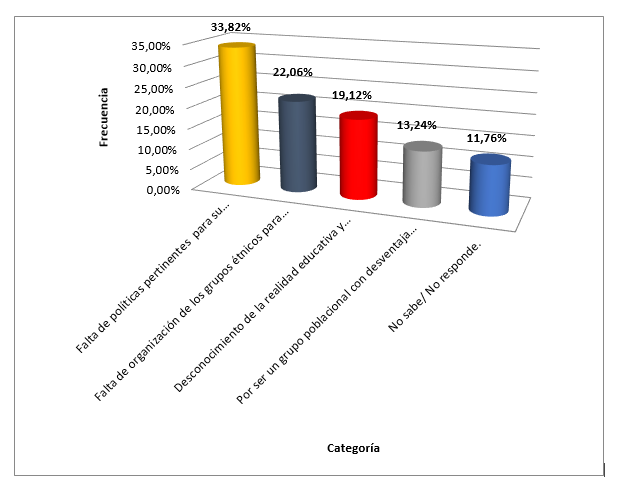 33,82%
22,06%
19,12%
13,24%
11,76%
35,00%
30,00%
25,00%
20,00%
15,00%
10,00%
5,00%
0,00%
Frecuencia
Falta de políticas pertinentes para su...
Falta de organización de los grupos étnicos para...
Desconocimiento de la realidad educativa y...
Por ser un grupo poblacional con desventaja...
No sabe/ No responde.
Categoría